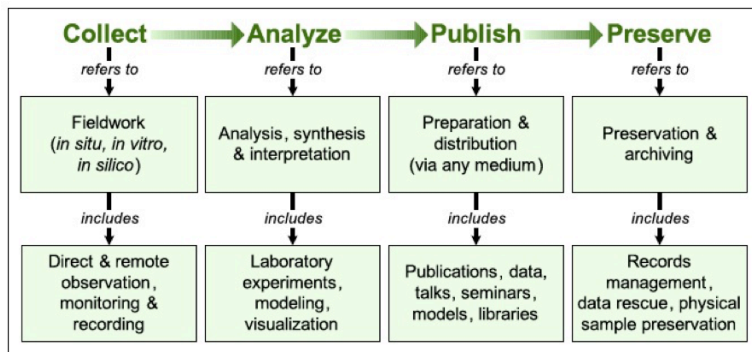 Collect Analyze Publish Preserve
refers to refers to refers to refers to
Fieldwork
(in situ, in vitro,
in silico)
Analysis, synthesis
& interpretation
Preparation &
distribution
(via any medium)
Preservation &
archiving
includes includes includes includes
Direct & remote
observation,
monitoring &
recording
Laboratory
experiments,
modeling,
visualization
Publications, data,
talks, seminars,
models, libraries
Records
management,
data rescue, physical
sample preservation